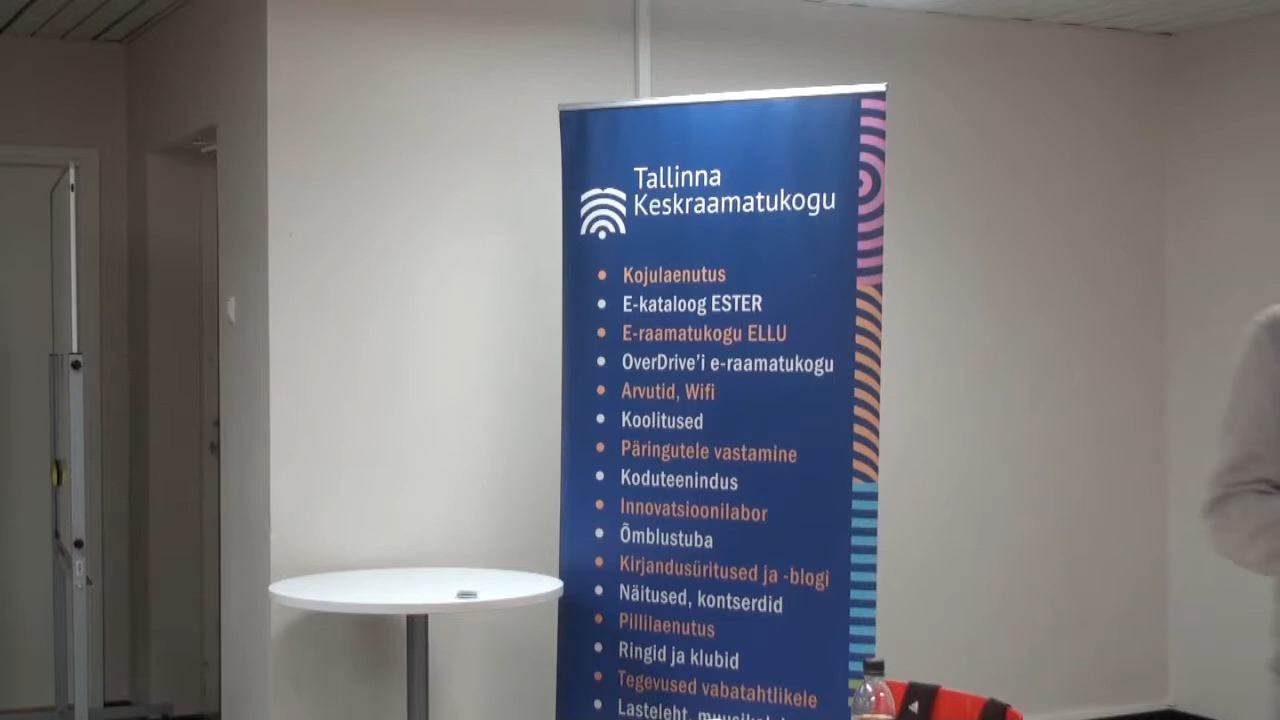 Tallinna
Keskraamatukogu
Kojulaenutus
E-kataloog ESTER
E-raamatukogu ELLU
OverDrive'i e-raamatukogu
Arvutid, Wifi
Koolitused
Päringutele vastamine
Koduteenindus
Innovatsioonilabor
Õmblustuba
Kirjandusüritused ja -blogi
Näitused, kontserdid
Pillilaenutus
Ringid ja klubid
Tegevused vabatahtlikele
Lasteleht,